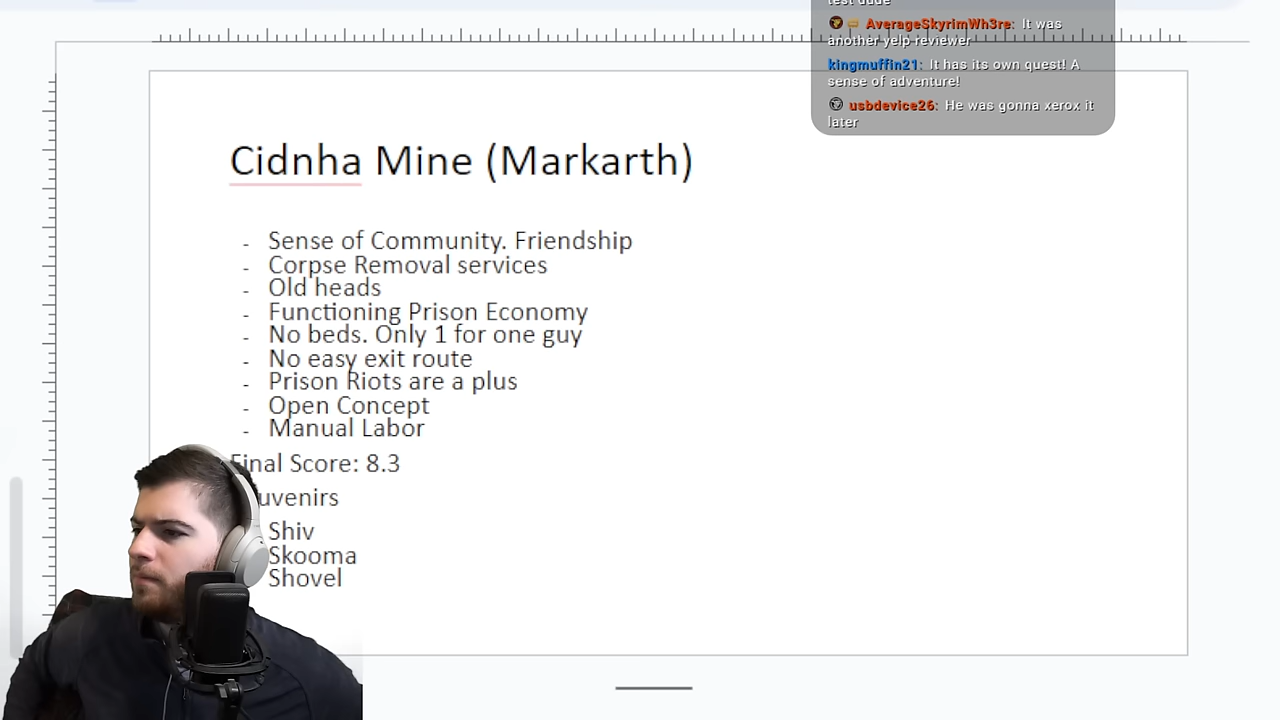 test dude
AverageSkyrimWh3re: It was
another yelp reviewer
kingmuffin21: It has its own quest! A
sense of adventure!
usbdevice26: He was gonna xerox it
later
Cidnha Mine (Markarth)
- Sense of Community. Friendship
- Corpse Removal services
- Old heads
- Functioning Prison Economy
- No beds. Only 1 for one guy
- No easy exit route
- Prison Riots are a plus
- Open Concept
- Manual Labor
Final Score: 8.3
uvenirs
Shiv
Skooma
Shovel